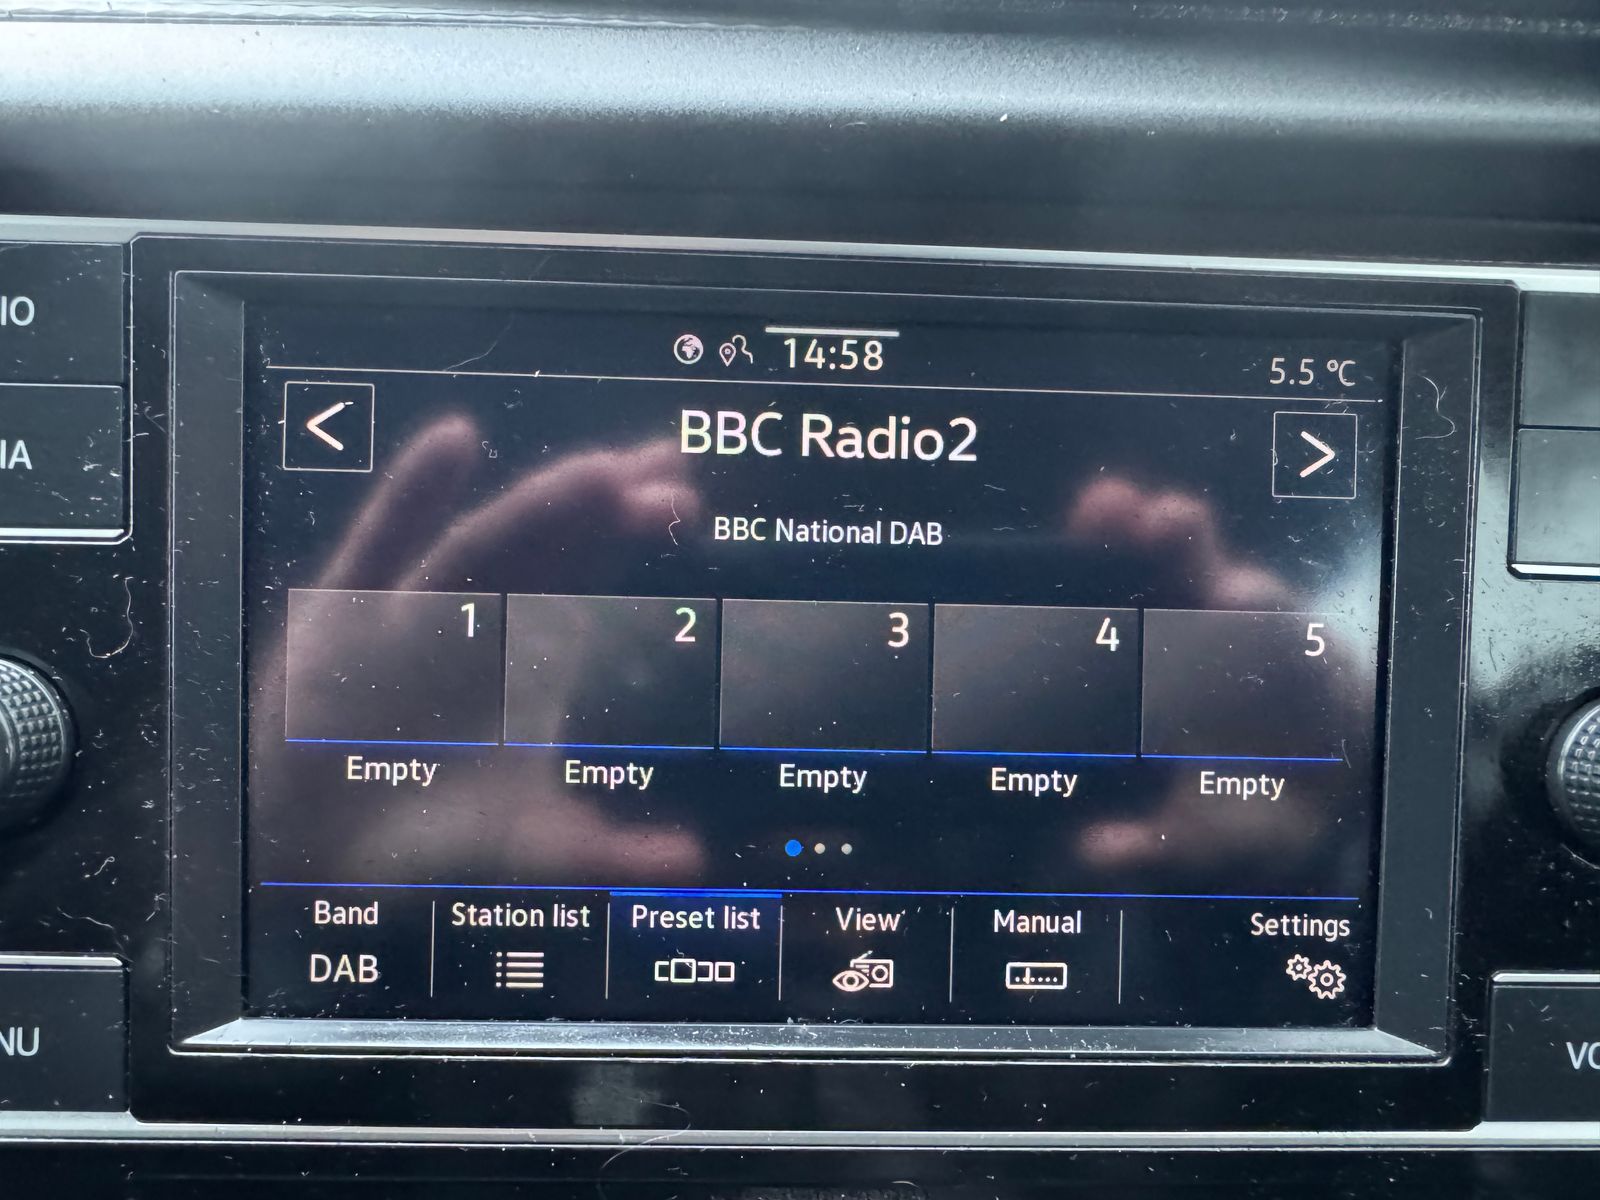 IO
IA
NU
VO
14:58
5.5 °C
<
BBC Radio2
>
BBC National DAB
1
2
3
4
5
Empty
Empty
Empty
Empty
Empty
Band
Station list
Preset list
View
Manual
Settings
DAB